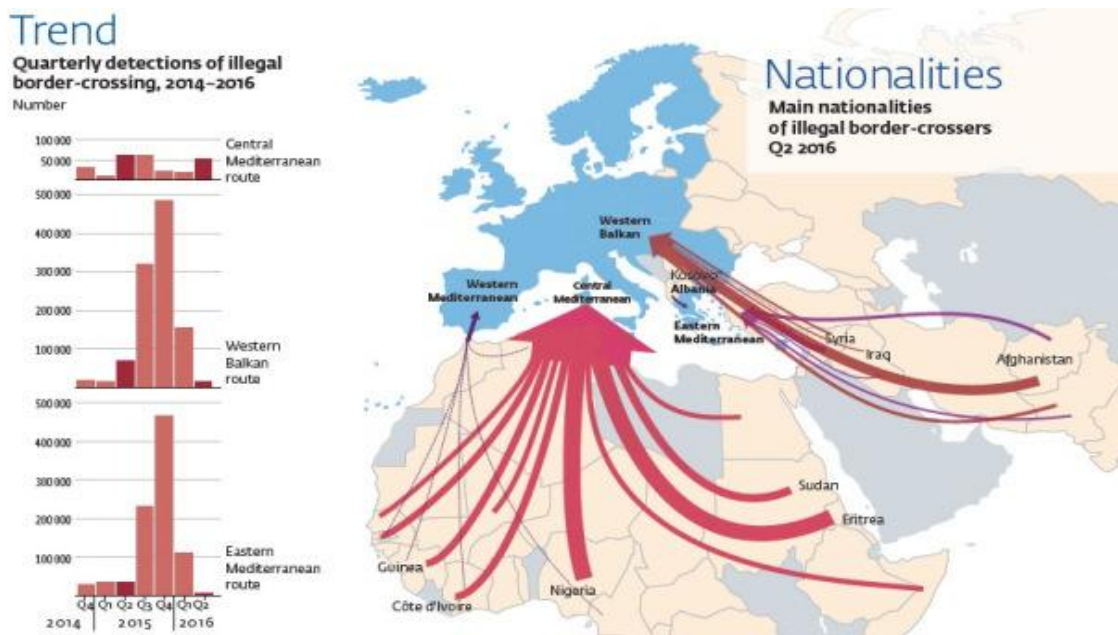 Trend
Quarterly detections of illegal
border-crossing, 2014–2016
Number
100 000
50 000
Central
Mediterranean
route
500 000
400 000
300 000
200 000
100 000
Western
Balkan
route
500 000
400 000
300 000
200 000
100 000
Eastern
Mediterranean
route
Q4 Q1 Q2 Q3 Q4 Q1 Q2
2014 2015 2016
Nationalities
Main nationalities
of illegal border-crossers
Q2 2016
Western
Balkan
Western
Mediterranean
Central
Mediterranean
Kosovo*
Albania
Eastern
Mediterranean
Syria
Iraq
Afghanistan
Sudan
Eritrea
Guinea
Côte d'Ivoire
Nigeria